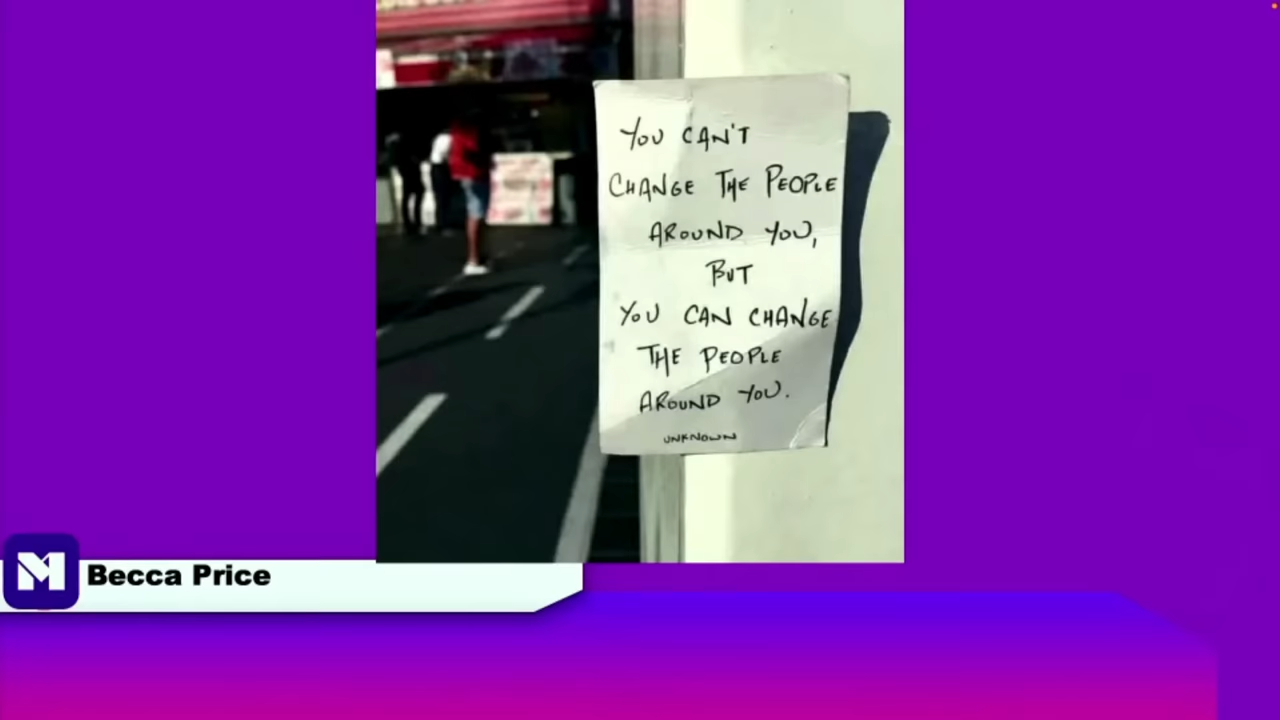 YOU CAN'T
CHANGE THE PEOPLE
AROUND YOU,
BUT
YOU CAN CHANGE
THE PEOPLE
AROUND YOU.
UNKNOWN
M Becca Price